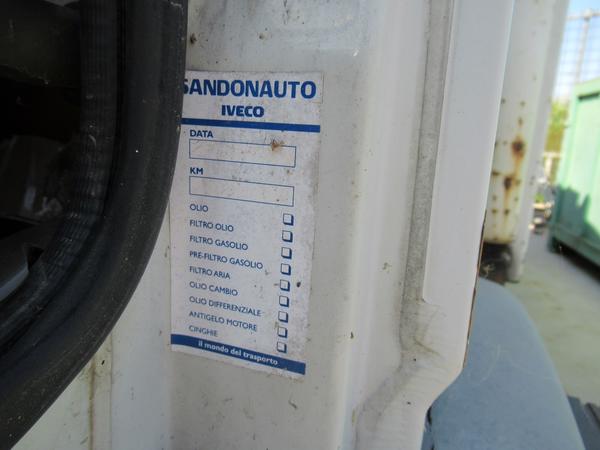 SANDONAUTO
IVECO
DATA
KM
OLIO
FILTRO OLIO
FILTRO GASOLIO
PRE-FILTRO GASOLIO
FILTRO ARIA
OLIO CAMBIO
OLIO DIFFERENZIALE
ANTIGELO MOTORE
CINGHIE
il mondo del trasporto